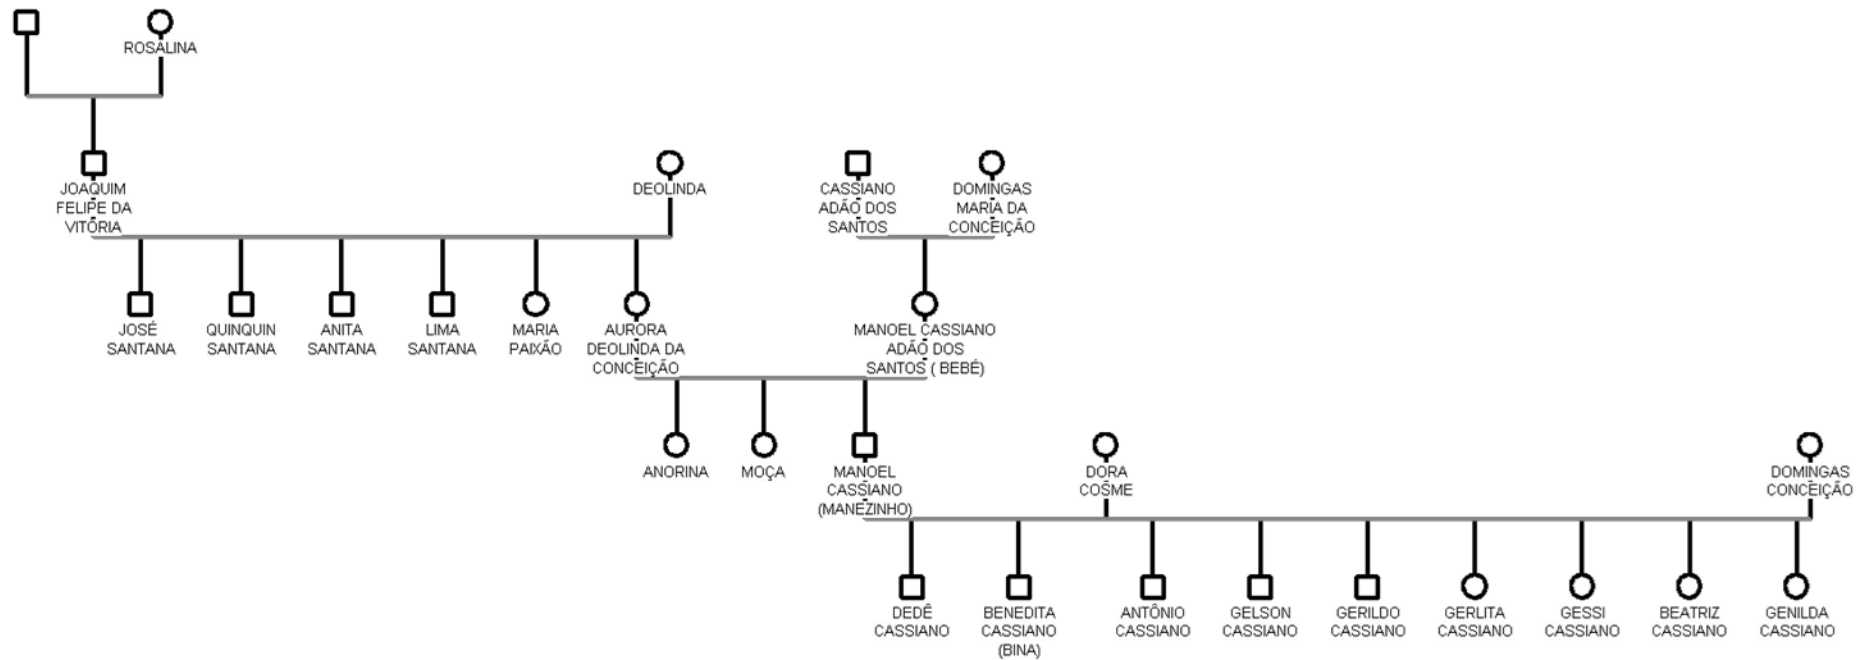 ROSALINA
JOAQUIM
FELIPE DA
VITÓRIA
DEOLINDA
CASSIANO
ADÃO DOS
SANTOS
DOMINGAS
MARIA DA
CONCEIÇÃO
JOSÉ
SANTANA
QUINQUIN
SANTANA
ANITA
SANTANA
LIMA
SANTANA
MARIA
PAIXÃO
AURORA
DEOLINDA DA
CONCEIÇÃO
MANOEL CASSIANO
ADÃO DOS
SANTOS ( BEBÉ)
ANORINA
MOÇA
MANOEL
CASSIANO
(MANEZINHO)
DORA
COSME
DOMINGAS
CONCEIÇÃO
DEDÊ
CASSIANO
BENEDITA
CASSIANO
(BINA)
ANTÔNIO
CASSIANO
GELSON
CASSIANO
GERILDO
CASSIANO
GERLITA
CASSIANO
GESSI
CASSIANO
BEATRIZ
CASSIANO
GENILDA
CASSIANO